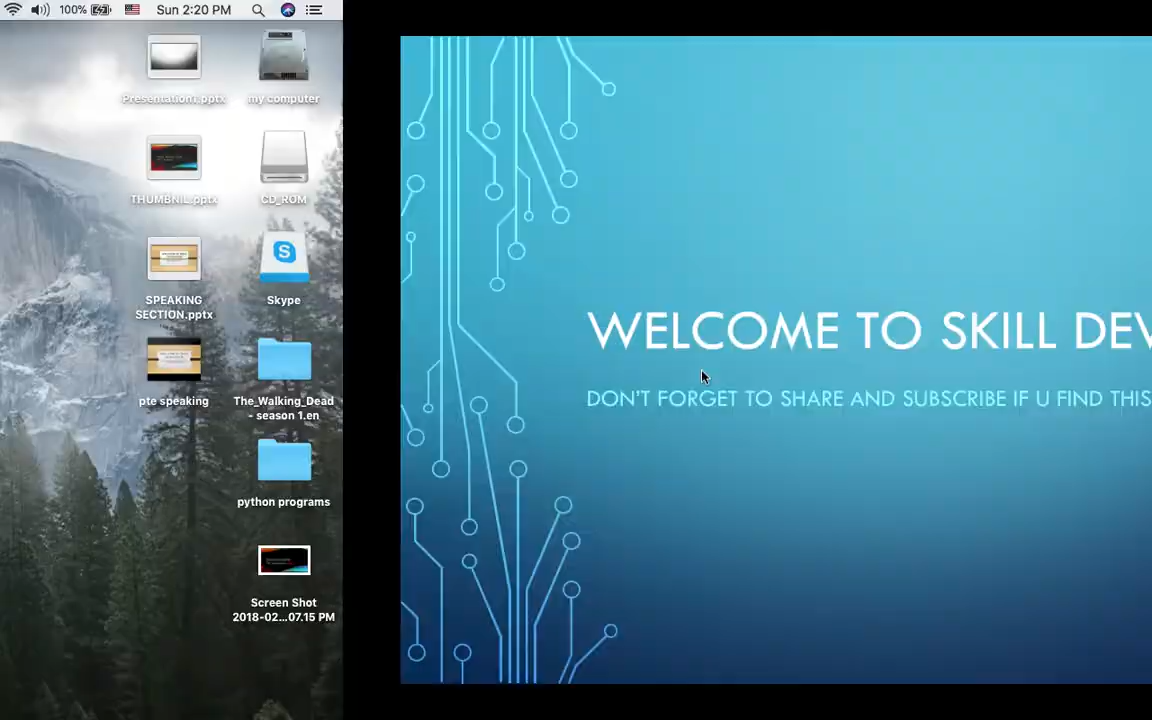 100% Sun 2:20 PM
Presentation1.pptx
my computer
THUMBNIL.pptx
CD_ROM
SPEAKING
SECTION.pptx
Skype
pte speaking
The_Walking_Dead
- season 1.en
python programs
Screen Shot
2018-02...07.15 PM
WELCOME TO SKILL DEV
DON'T FORGET TO SHARE AND SUBSCRIBE IF U FIND THIS